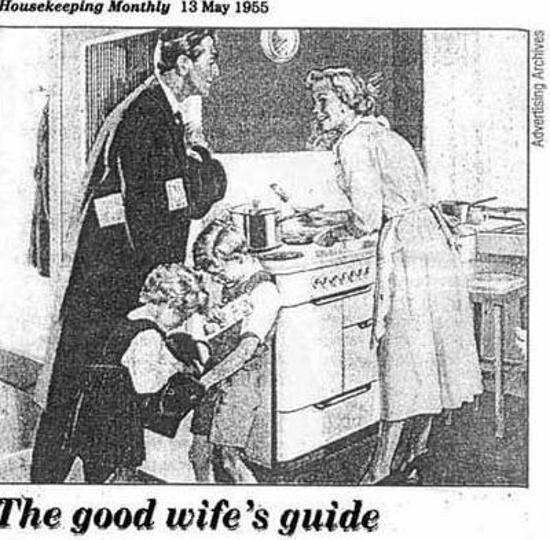 Housekeeping Monthly 13 May 1955
Advertising Archives
The good wife's guide